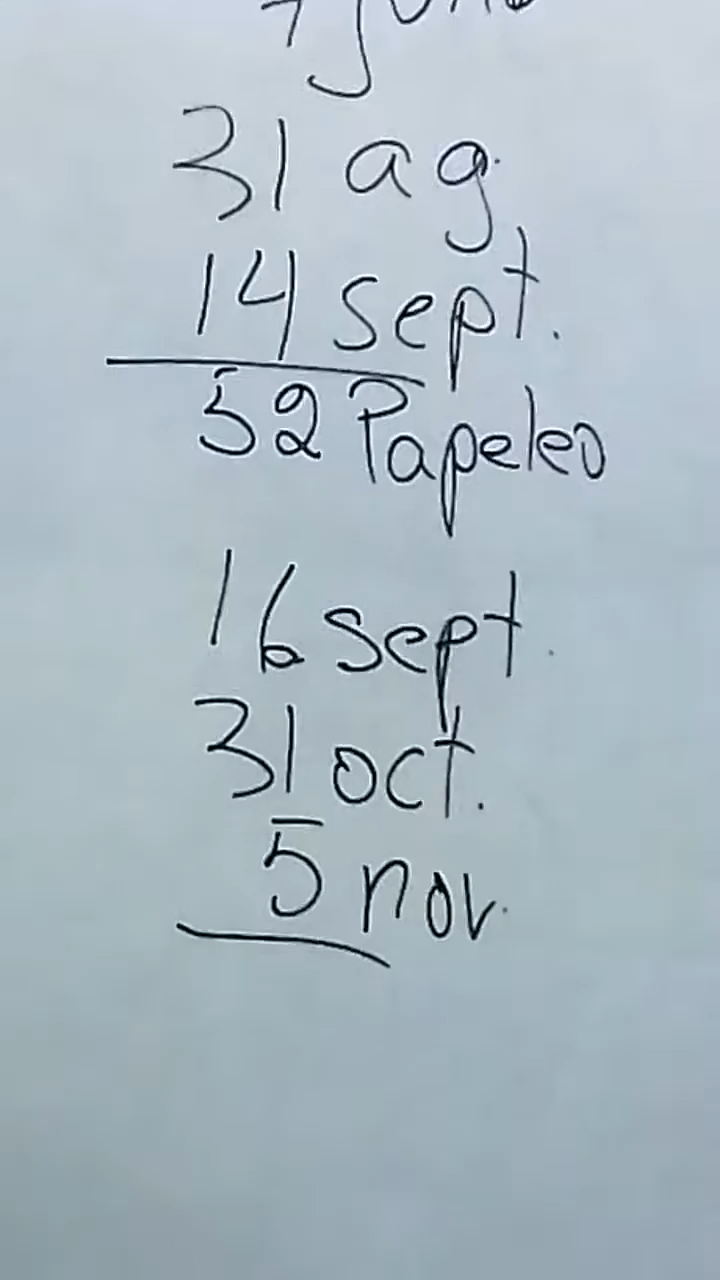 31 ag.
14 sept.
52 Papeleo
16 sept.
31 oct.
5 nov.